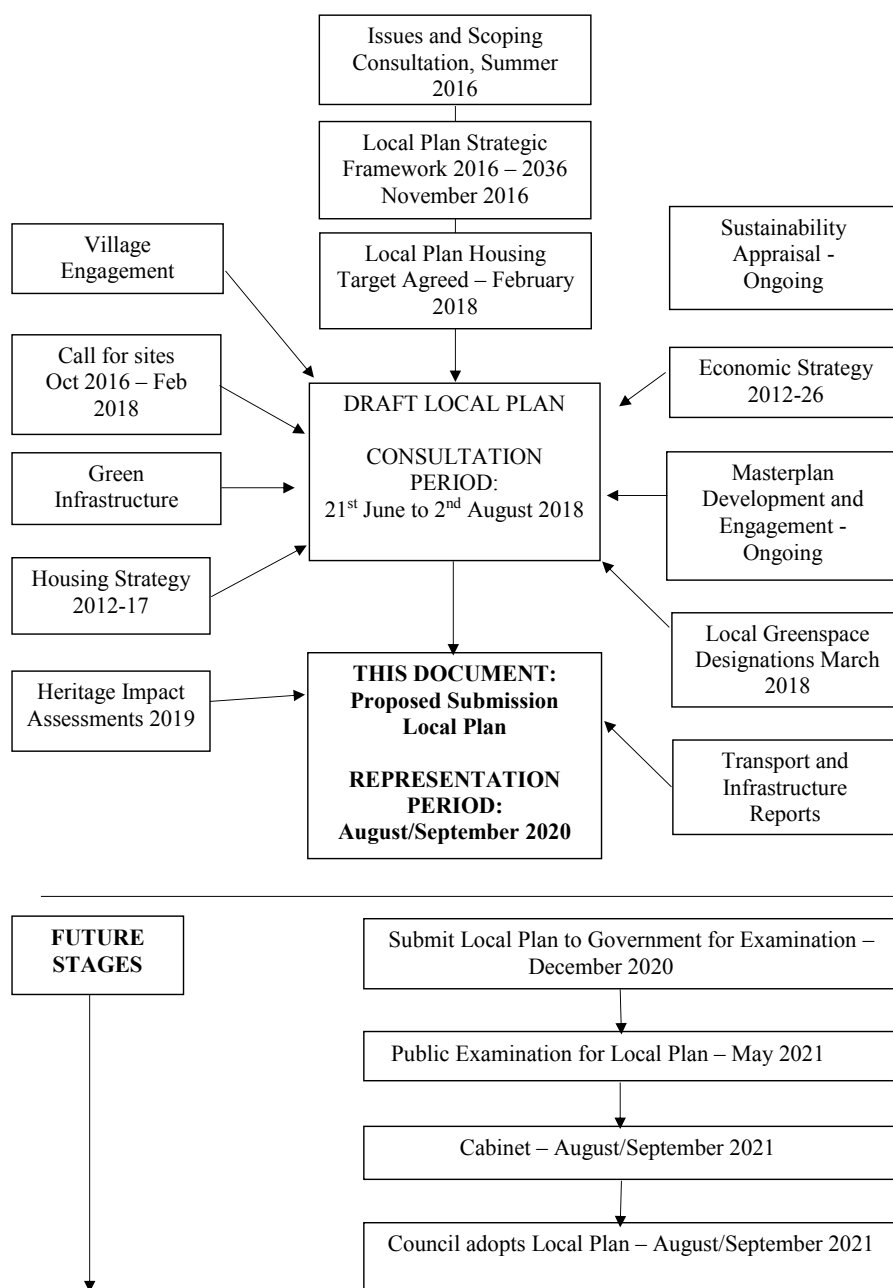 Issues and Scoping
Consultation, Summer
2016
Local Plan Strategic
Framework 2016 – 2036
November 2016
Local Plan Housing
Target Agreed – February
2018
Sustainability
Appraisal -
Ongoing
Village
Engagement
Call for sites
Oct 2016 – Feb
2018
Green
Infrastructure
Housing Strategy
2012-17
Heritage Impact
Assessments 2019
DRAFT LOCAL PLAN
CONSULTATION
PERIOD:
21st June to 2nd August 2018
Economic Strategy
2012-26
Masterplan
Development and
Engagement -
Ongoing
Local Greenspace
Designations March
2018
Transport and
Infrastructure
Reports
THIS DOCUMENT:
Proposed Submission
Local Plan
REPRESENTATION
PERIOD:
August/September 2020
FUTURE
STAGES
Submit Local Plan to Government for Examination –
December 2020
Public Examination for Local Plan – May 2021
Cabinet – August/September 2021
Council adopts Local Plan – August/September 2021